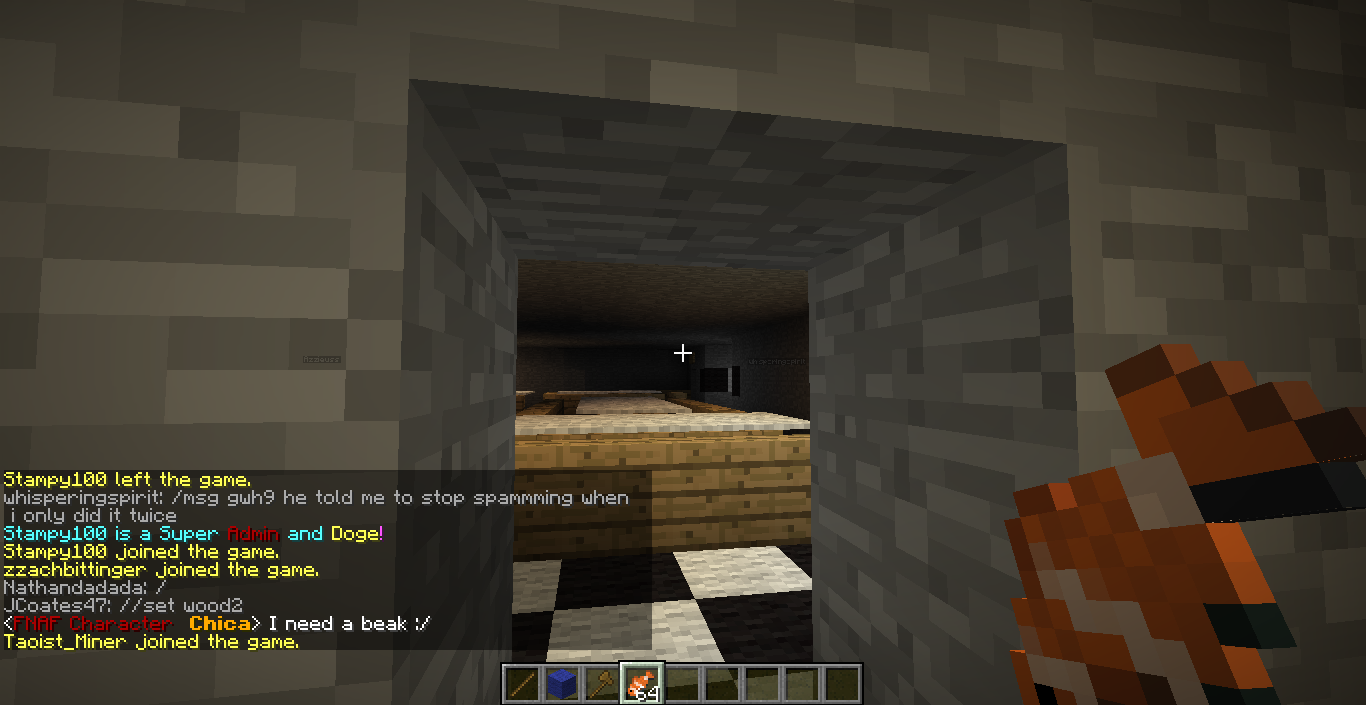 Stampy100 left the game.
whisperingspirit: /msg gwh9 he told me to stop spammming when
i only did it twice
Stampy100 is a Super Admin and Doge!
Stampy100 joined the game.
zzachbittinger joined the game.
Nathandadada: /
JCoates47: //set wood2
<FNAF Character Chica> I need a beak :/
Taoist_Miner joined the game.
64